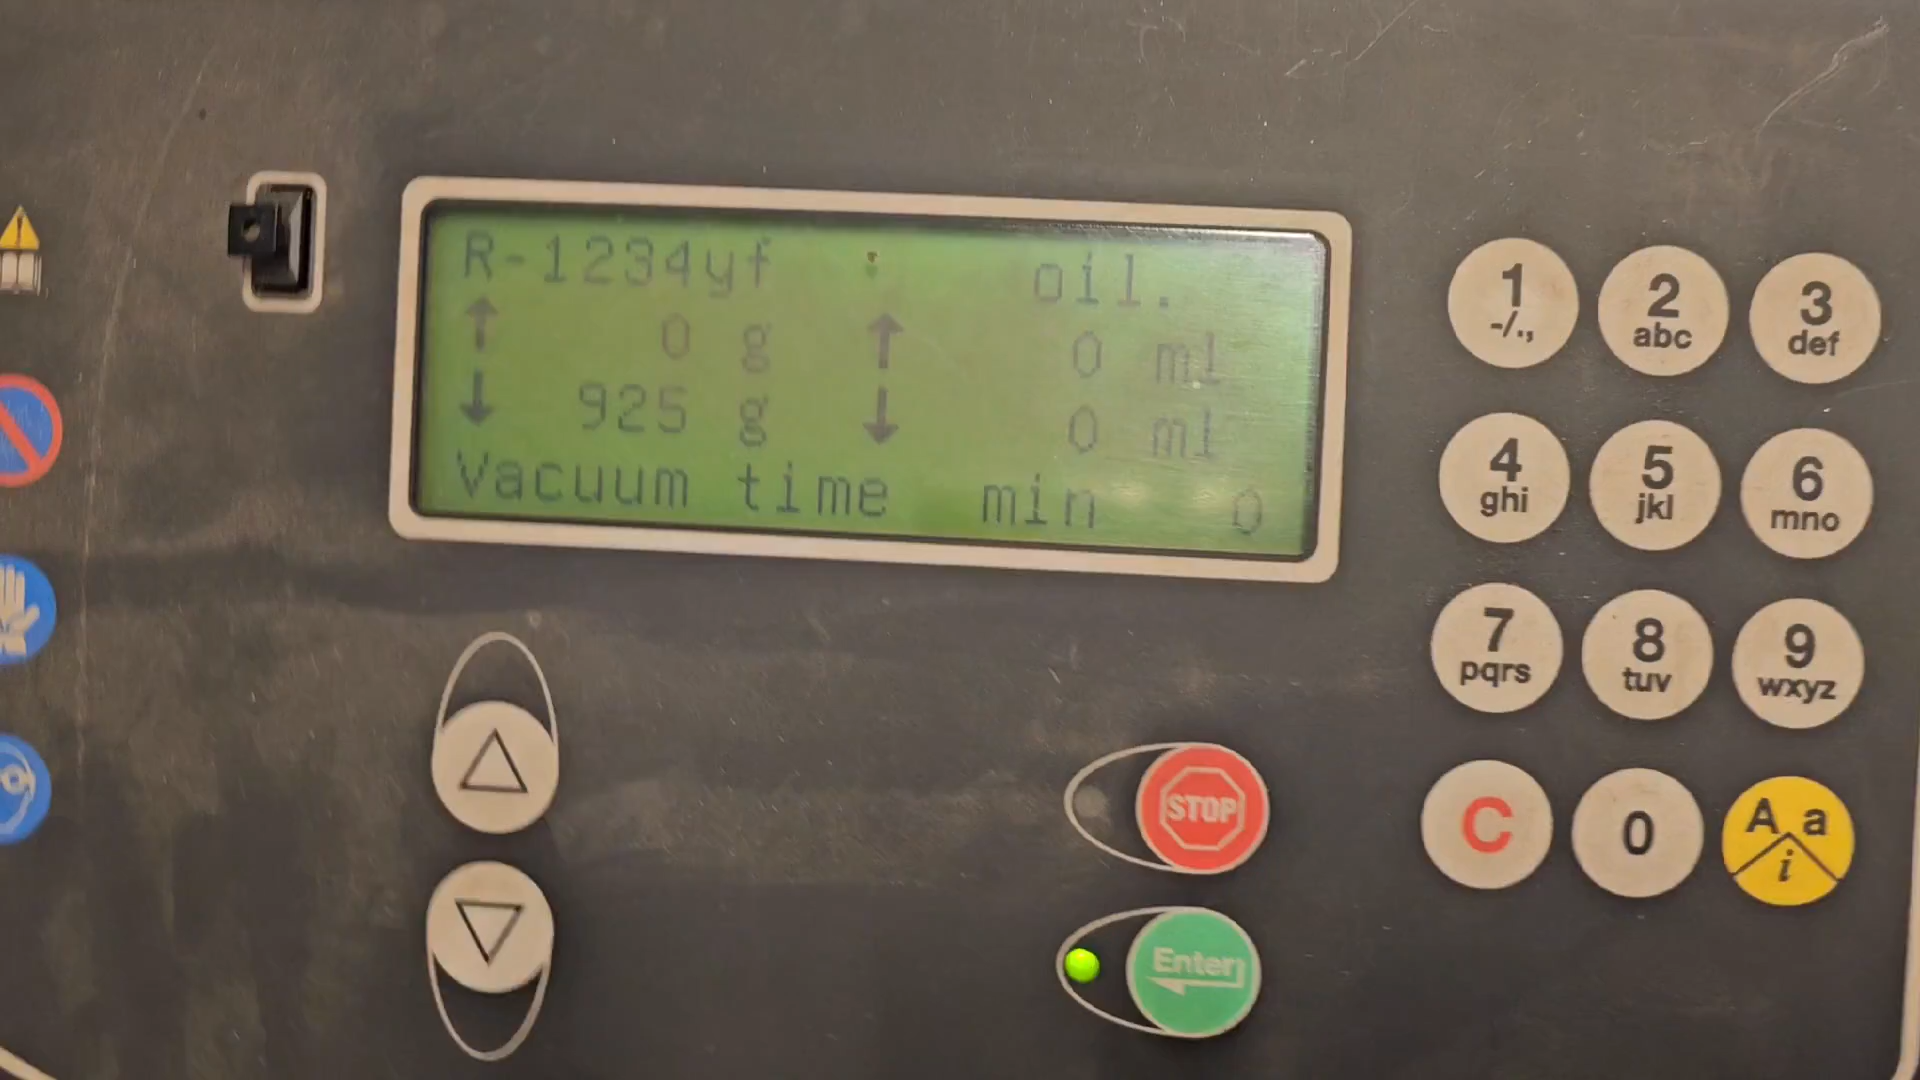 R-1234yf oil.
↑ 0 g ↑ 0 ml
↓ 925 g ↓ 0 ml
Vacuum time min 0
1 2 3
-/., abc def
4 5 6
ghi jkl mno
7 8 9
pqrs tuv wxyz
STOP
C 0 A a
i
Enter